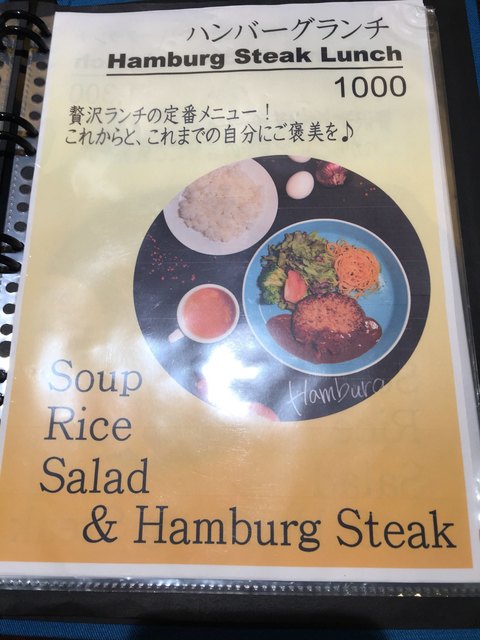 ハンバーグランチ
Hamburg Steak Lunch
1000
贅沢ランチの定番メニュー！
これからと、これまでの自分にご褒美を♪
Hamburg
Soup
Rice
Salad
& Hamburg Steak